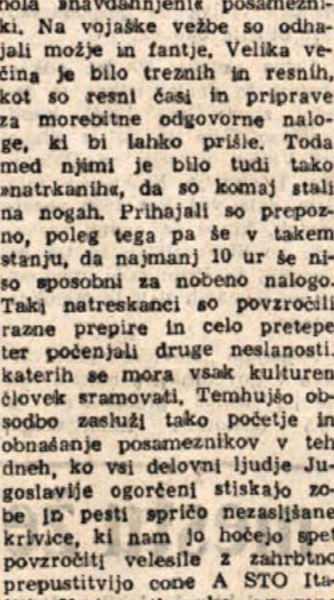 »navdahnjenih« posamezni-
ki. Na vojaške vežbe so odha-
jali možje in fantje. Velika ve-
čina je bilo treznih in resnih,
kot so resni časi in priprave
za morebitne odgovorne nalo-
ge, ki bi lahko prišle. Toda
med njimi je bilo tudi tako
»natrkanih«, da so komaj stali
na nogah. Prihajali so prepoz-
no, poleg tega pa še v takem
stanju, da najmanj 10 ur še ni-
so sposobni za nobeno nalogo.
Taki natreskanci so povzročili
razne prepire in celo pretepe
ter počenjali druge neslanosti.
katerih se mora vsak kulturen
človek sramovati. Temhujšo ob-
sodbo zasluži tako početje in
obnašanje posameznikov v teh
dneh, ko vsi delovni ljudje Ju-
goslavije ogorčeni stiskajo zo-
be in pesti spričo nezaslišane
krivice, ki nam jo hočejo spet
povzročiti velesile z zahrbtno
prepustitvijo cone A STO Ita-